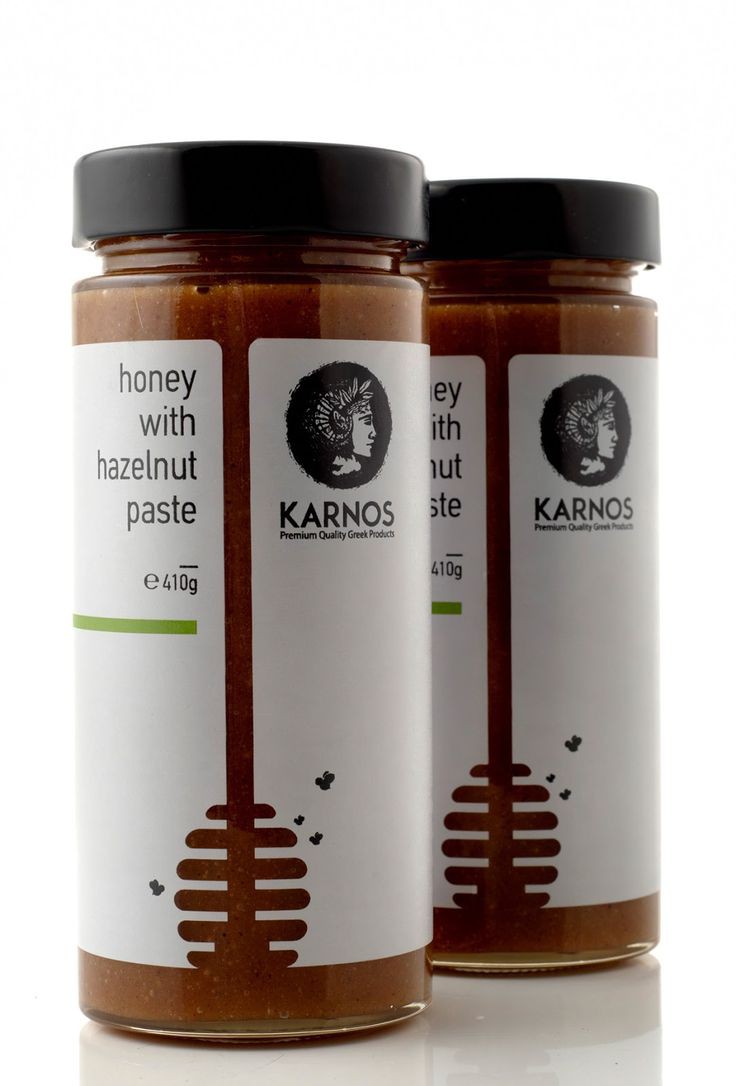 honey
with
hazelnut
paste
℮410g
KARNOS
Premium Quality Greek Products
ney
ith
nut
ste
410g
KARNOS
Premium Quality Greek Products